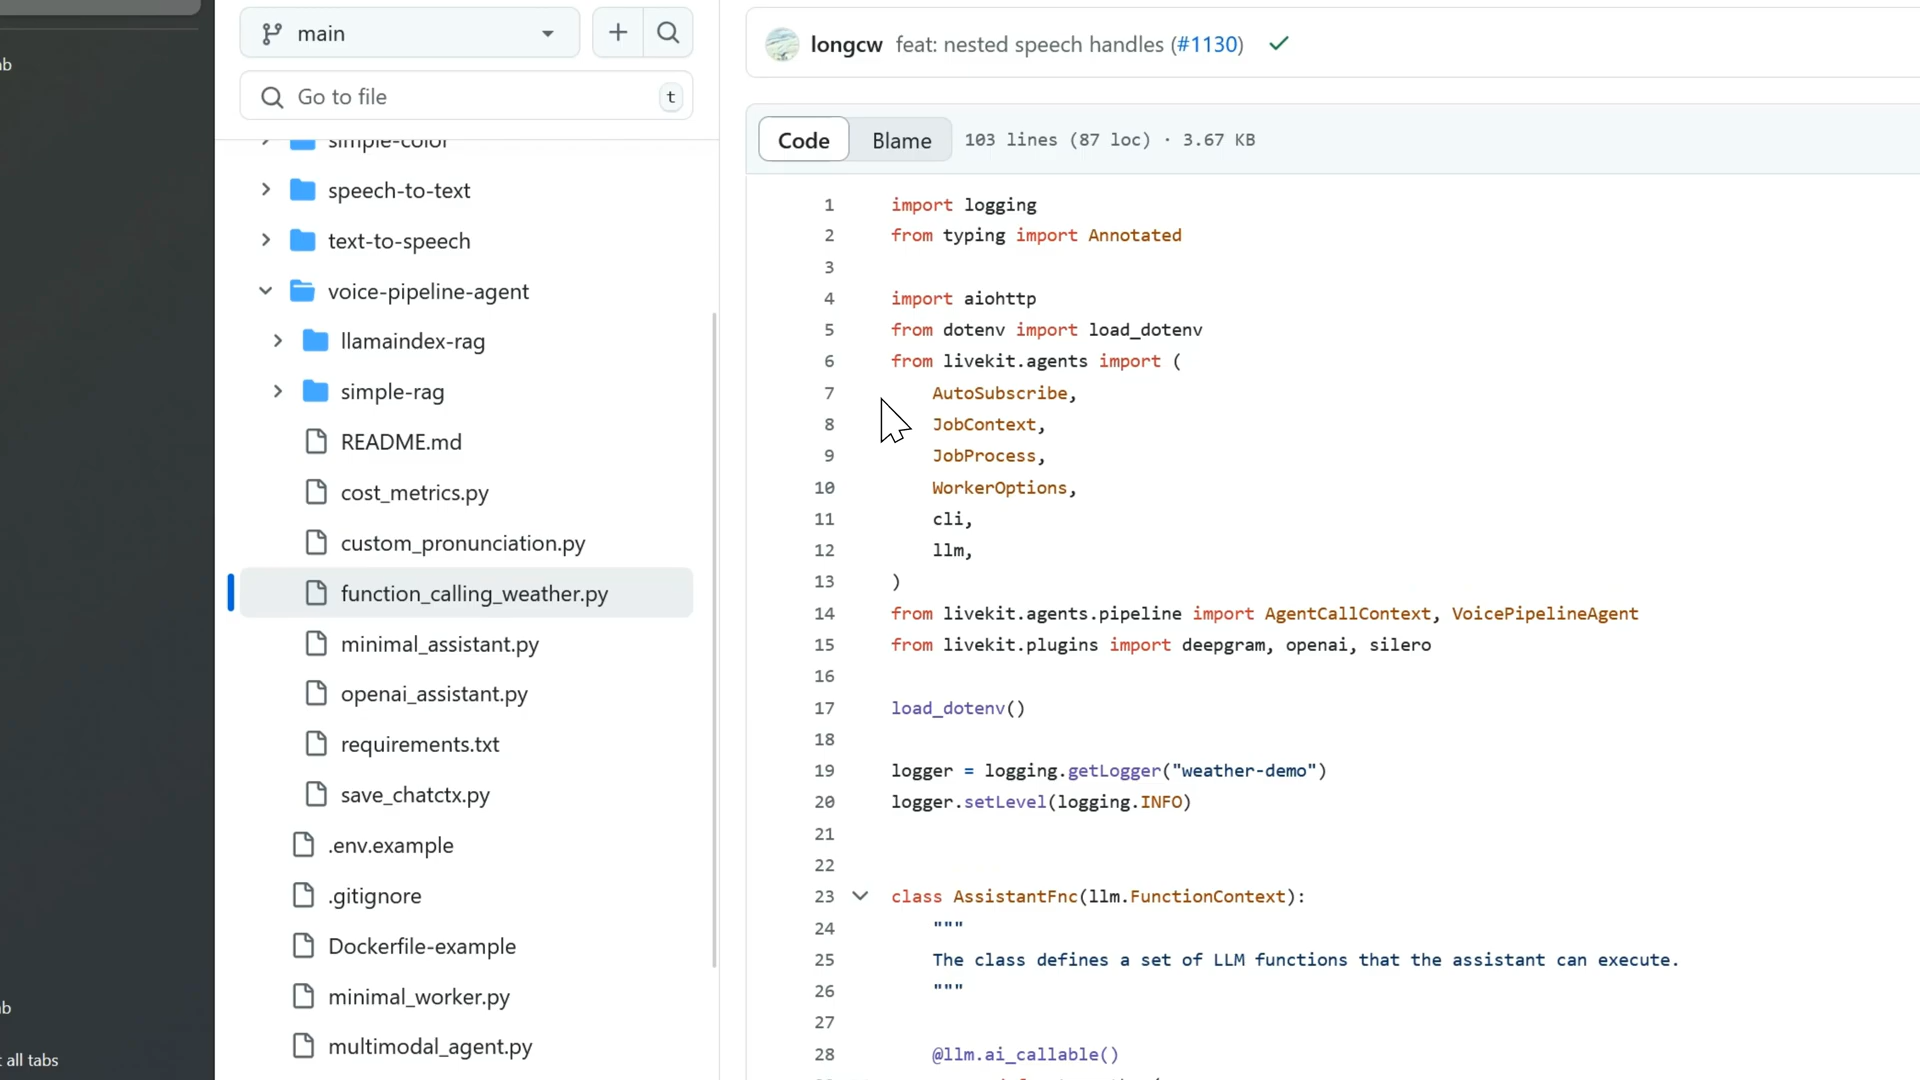 ab
main
Go to file
t
simple-color
speech-to-text
text-to-speech
voice-pipeline-agent
llamaindex-rag
simple-rag
README.md
cost_metrics.py
custom_pronunciation.py
function_calling_weather.py
minimal_assistant.py
openai_assistant.py
requirements.txt
save_chatctx.py
.env.example
.gitignore
Dockerfile-example
minimal_worker.py
multimodal_agent.py
ab
all tabs
longcw feat: nested speech handles (#1130)
Code Blame 103 lines (87 loc) · 3.67 KB
1 import logging
2 from typing import Annotated
3
4 import aiohttp
5 from dotenv import load_dotenv
6 from livekit.agents import (
7 AutoSubscribe,
8 JobContext,
9 JobProcess,
10 WorkerOptions,
11 cli,
12 llm,
13 )
14 from livekit.agents.pipeline import AgentCallContext, VoicePipelineAgent
15 from livekit.plugins import deepgram, openai, silero
16
17 load_dotenv()
18
19 logger = logging.getLogger("weather-demo")
20 logger.setLevel(logging.INFO)
21
22
23 class AssistantFnc(llm.FunctionContext):
24 """
25 The class defines a set of LLM functions that the assistant can execute.
26 """
27
28 @llm.ai_callable()